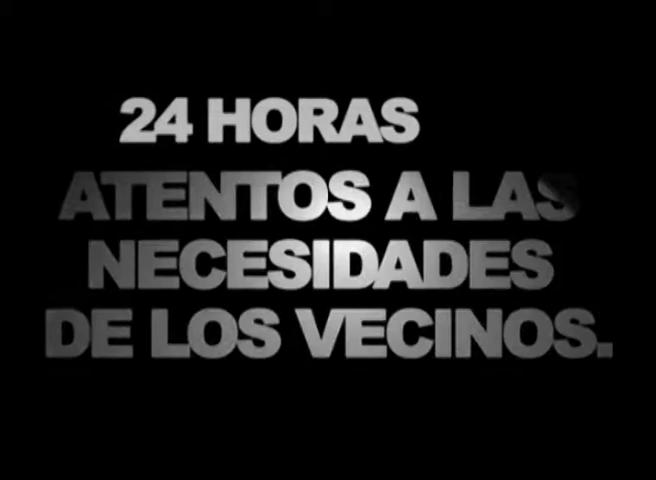 24 HORAS
ATENTOS A LAS
NECESIDADES
DE LOS VECINOS.